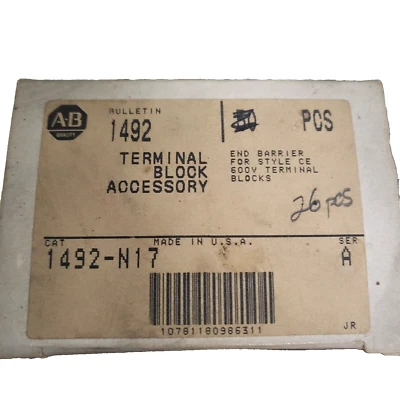 A-B
QUALITY
BULLETIN
1492
PCS
TERMINAL
BLOCK
ACCESSORY
END BARRIER
FOR STYLE CE
600V TERMINAL
BLOCKS
26 pcs
CAT
MADE IN U.S.A.
SER
1492-N17
A
10781180986311
JR